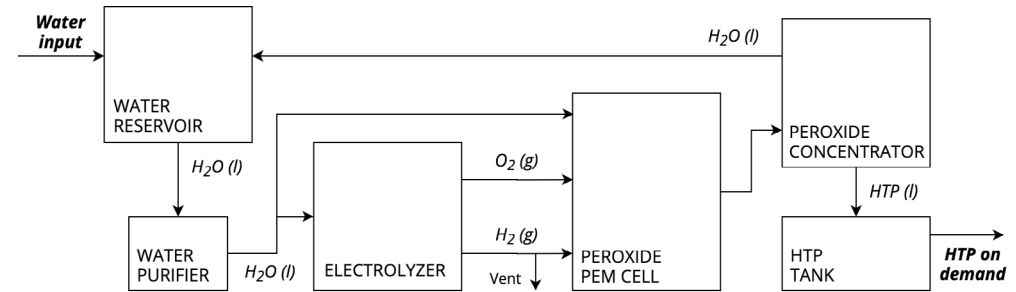 Water
input
H2O (l)
WATER
RESERVOIR
PEROXIDE
CONCENTRATOR
H2O (l)
O2 (g)
HTP (l)
H2 (g)
WATER
PURIFIER
H2O (l)
ELECTROLYZER
Vent
PEROXIDE
PEM CELL
HTP
TANK
HTP on
demand